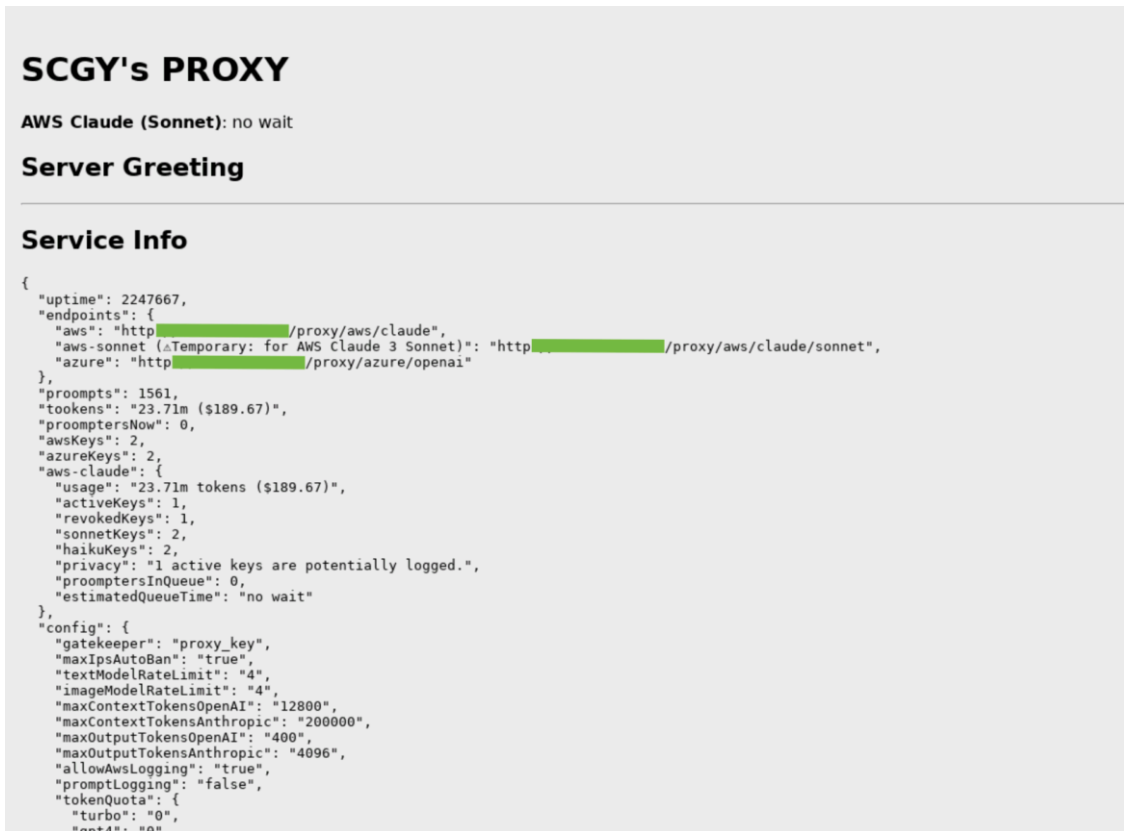 SCGY's PROXY
AWS Claude (Sonnet): no wait
Server Greeting
Service Info
{
"uptime": 2247667,
"endpoints": {
"aws": "http /proxy/aws/claude",
"aws-sonnet (⚠Temporary: for AWS Claude 3 Sonnet)": "http /proxy/aws/claude/sonnet",
"azure": "http /proxy/azure/openai"
},
"proompts": 1561,
"tookens": "23.71m ($189.67)",
"proomptersNow": 0,
"awsKeys": 2,
"azureKeys": 2,
"aws-claude": {
"usage": "23.71m tokens ($189.67)",
"activeKeys": 1,
"revokedKeys": 1,
"sonnetKeys": 2,
"haikuKeys": 2,
"privacy": "1 active keys are potentially logged.",
"proomptersInQueue": 0,
"estimatedQueueTime": "no wait"
},
"config": {
"gatekeeper": "proxy_key",
"maxIpsAutoBan": "true",
"textModelRateLimit": "4",
"imageModelRateLimit": "4",
"maxContextTokensOpenAI": "12800",
"maxContextTokensAnthropic": "200000",
"maxOutputTokensOpenAI": "400",
"maxOutputTokensAnthropic": "4096",
"allowAwsLogging": "true",
"promptLogging": "false",
"tokenQuota": {
"turbo": "0",
"gpt4": "0",